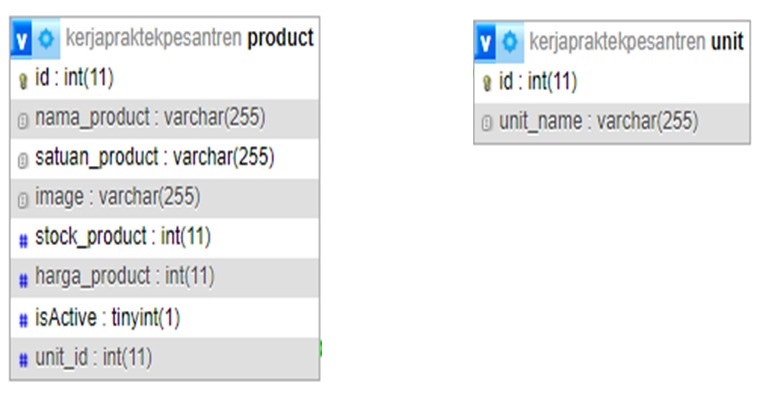 v kerjapraktekpesantren product
id : int(11)
nama_product : varchar(255)
satuan_product : varchar(255)
image : varchar(255)
# stock_product : int(11)
# harga_product : int(11)
# isActive : tinyint(1)
# unit_id : int(11)
v kerjapraktekpesantren unit
id : int(11)
unit_name : varchar(255)